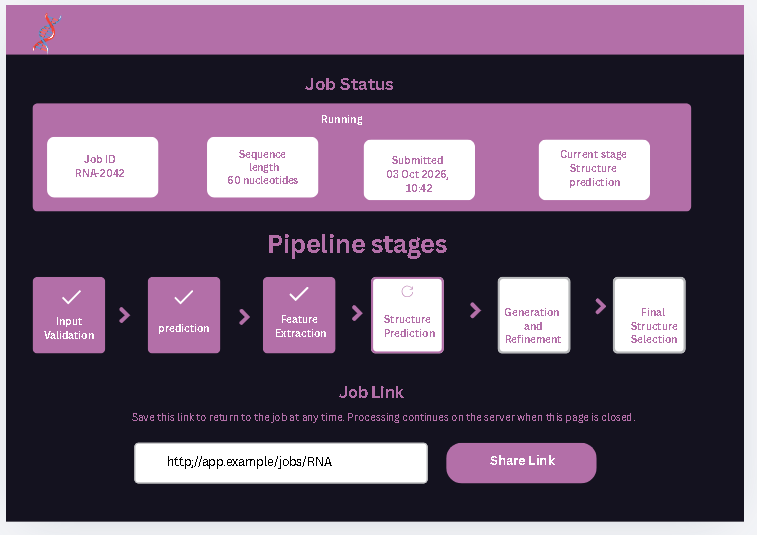 Job Status
Running
Job ID
RNA-2042
Sequence
length
60 nucleotides
Submitted
03 Oct 2026,
10:42
Current stage
Structure
prediction
Pipeline stages
Input
Validation
prediction
Feature
Extraction
Structure
Prediction
Generation
and
Refinement
Final
Structure
Selection
Job Link
Save this link to return to the job at any time. Processing continues on the server when this page is closed.
http;//app.example/jobs/RNA
Share Link